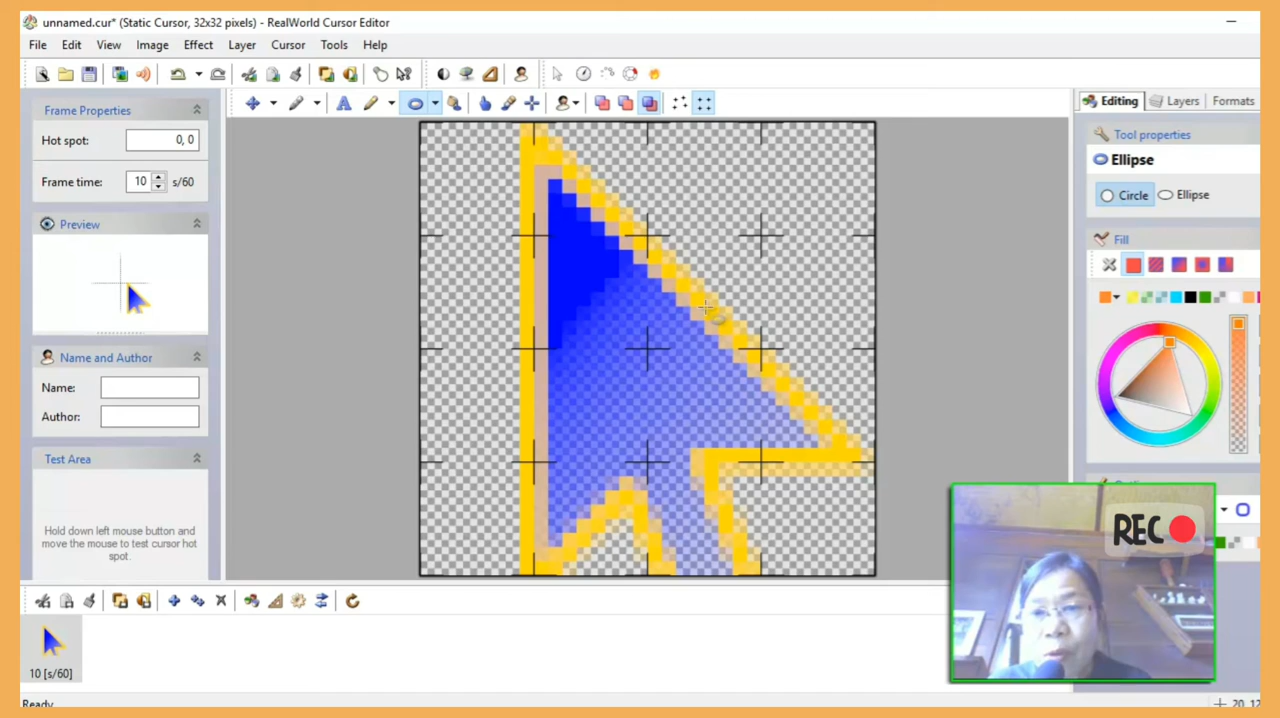 unnamed.cur* (Static Cursor, 32x32 pixels) - RealWorld Cursor Editor
File Edit View Image Effect Layer Cursor Tools Help
Frame Properties
Hot spot: 0, 0
Frame time: 10 s/60
Preview
Name and Author
Name:
Author:
Test Area
Hold down left mouse button and
move the mouse to test cursor hot
spot.
Editing Layers Formats
Tool properties
Ellipse
Circle Ellipse
Fill
REC
10 [s/60]
Ready